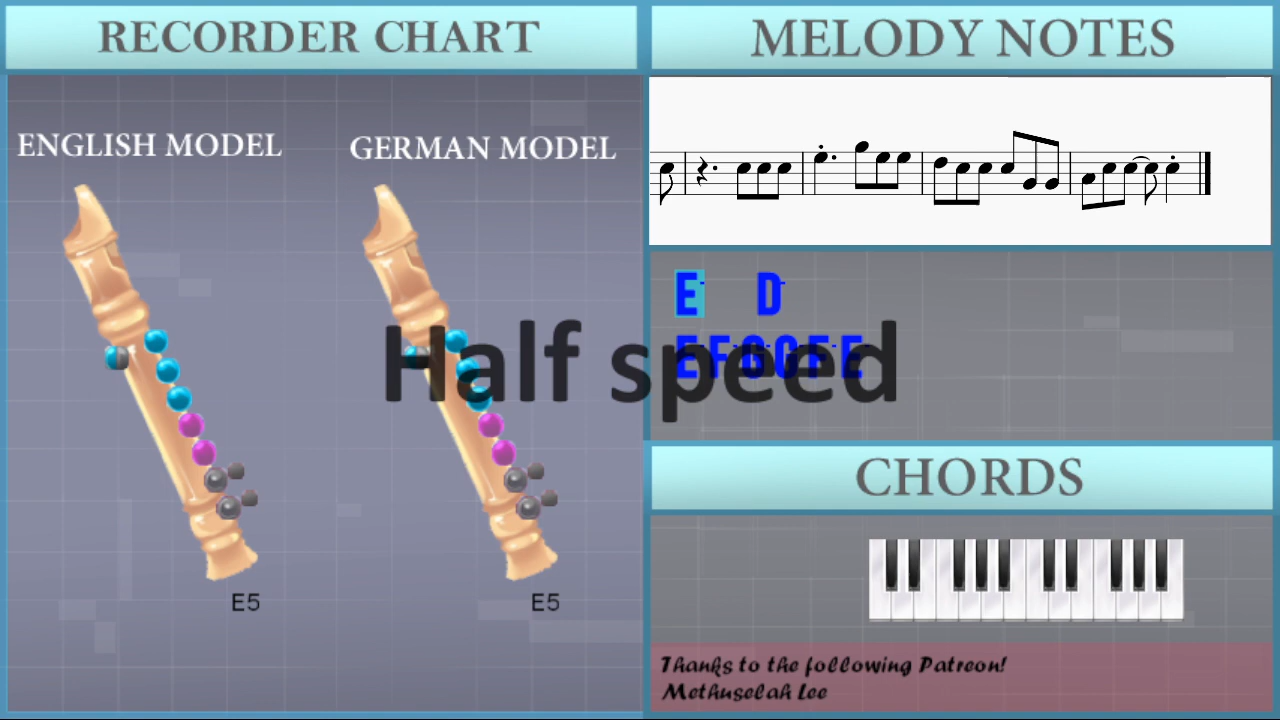 RECORDER CHART
MELODY NOTES
ENGLISH MODEL
GERMAN MODEL
E D
Half speed
E5
E5
CHORDS
Thanks to the following Patreon!
Methuselah Lee